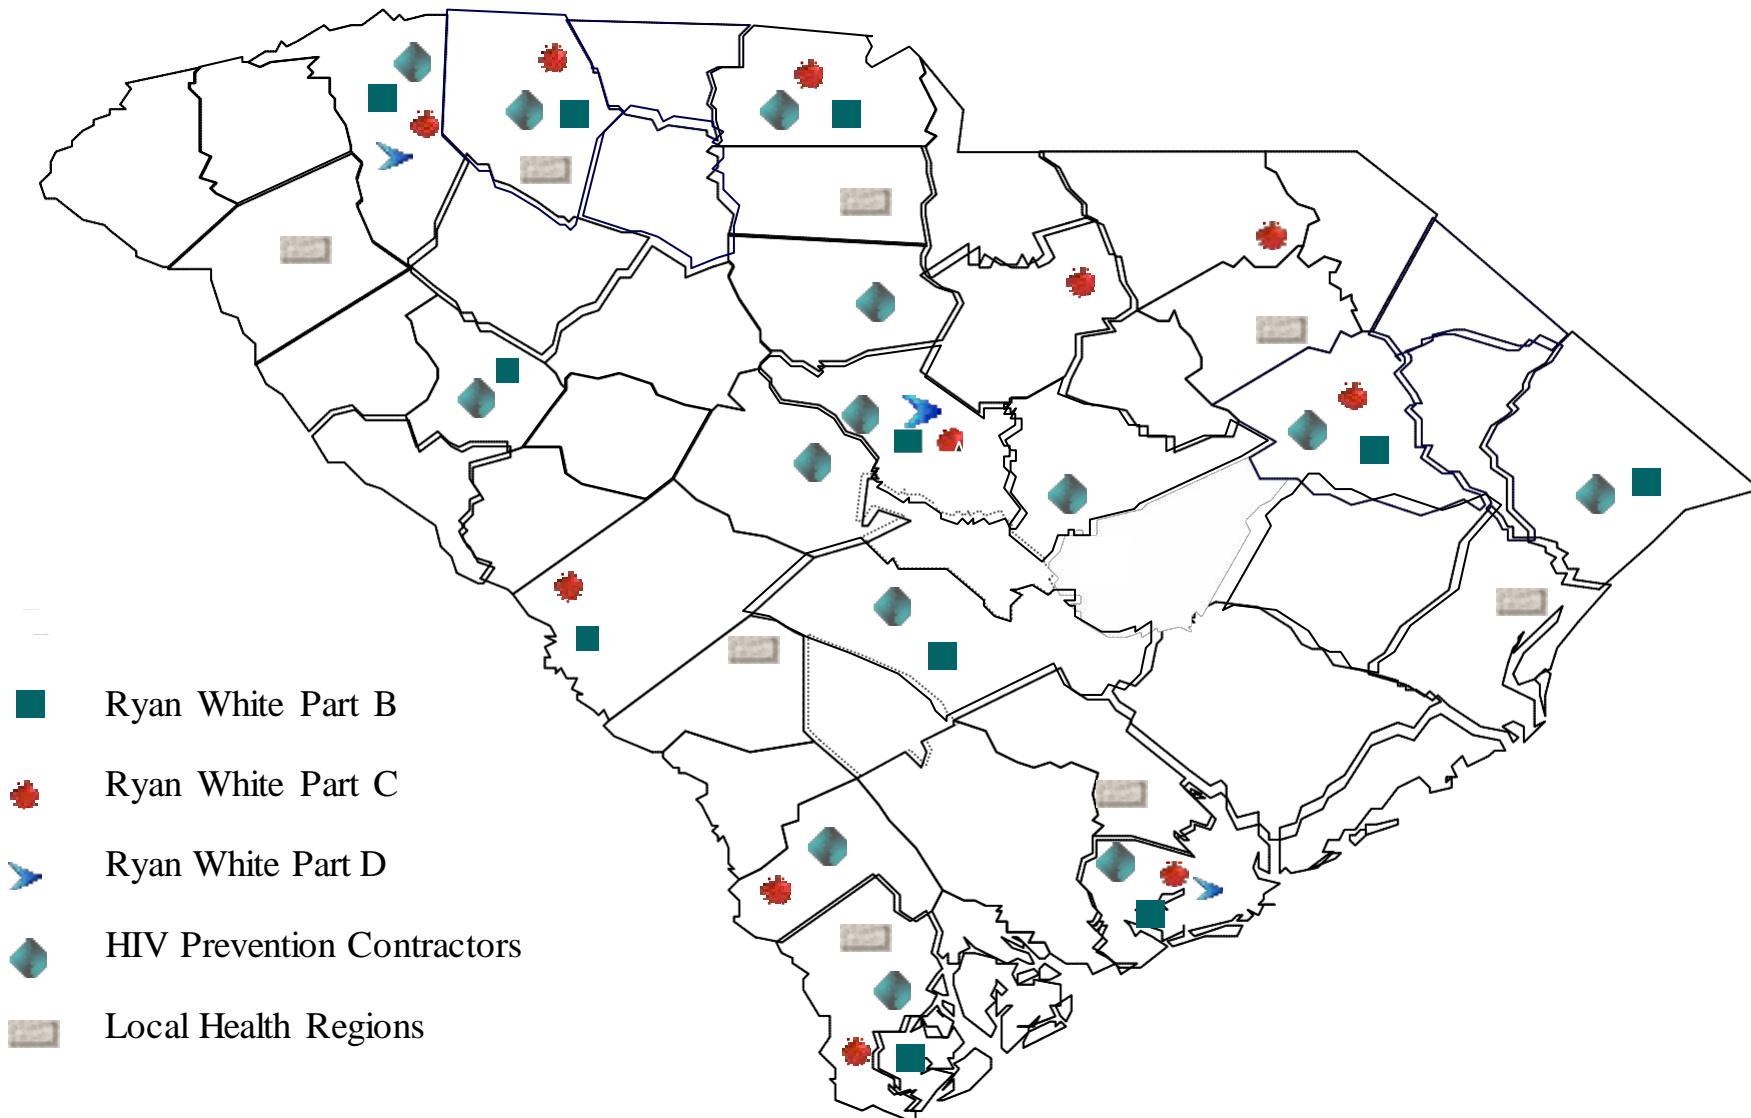 Ryan White Part B
Ryan White Part C
Ryan White Part D
HIV Prevention Contractors
Local Health Regions